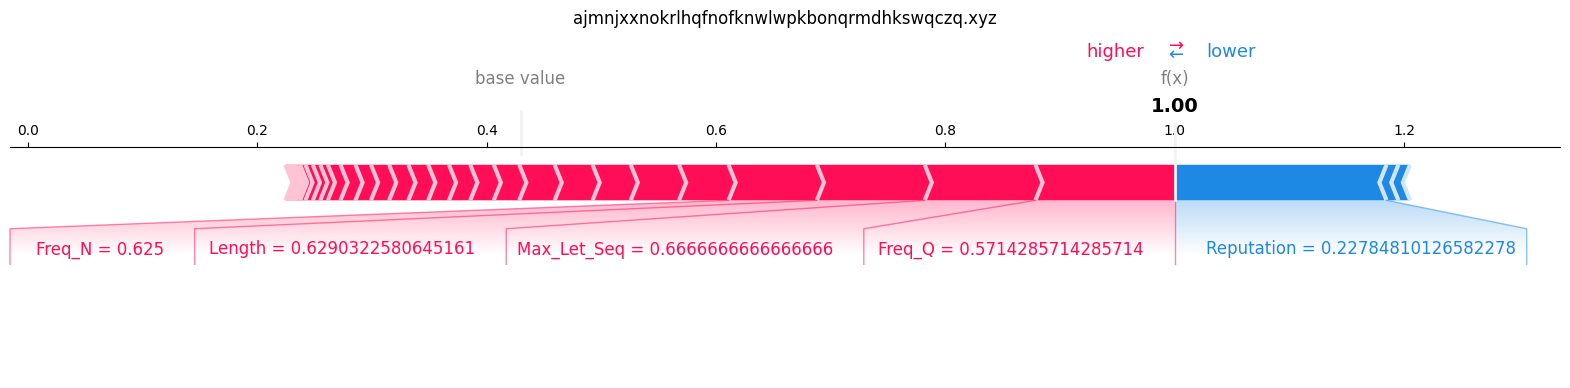 ajmnjxxnokrlhqfnofknwlwpkbonqrmdhkswqczq.xyz
higher ⇄ lower
base value f(x)
1.00
0.0 0.2 0.4 0.6 0.8 1.0 1.2
Freq_N = 0.625 Length = 0.6290322580645161 Max_Let_Seq = 0.6666666666666666 Freq_Q = 0.5714285714285714 Reputation = 0.22784810126582278